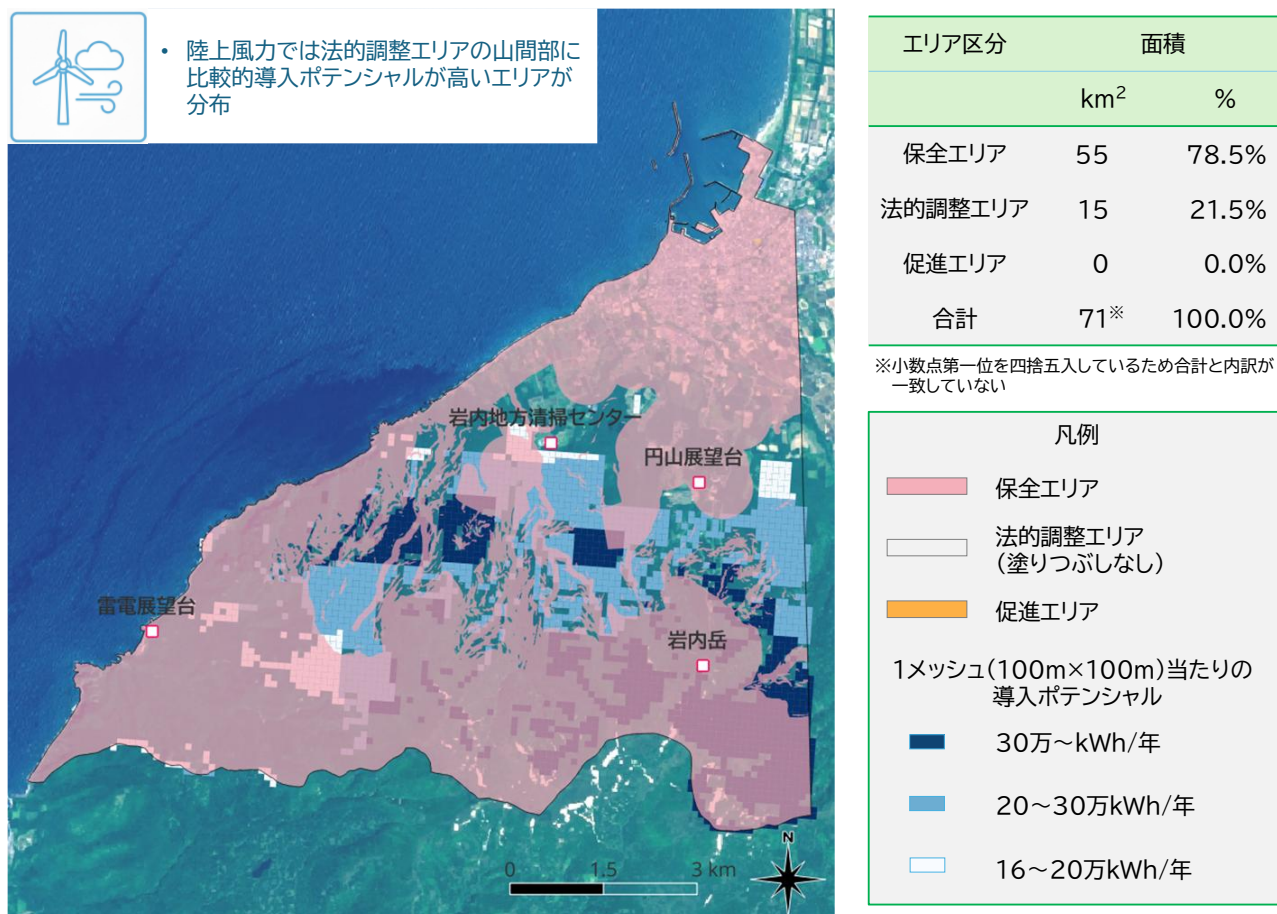 • 陸上風力では法的調整エリアの山間部に
比較的導入ポテンシャルが高いエリアが
分布
岩内地方清掃センター
円山展望台
雷電展望台
岩内岳
0 1.5 3 km
N
エリア区分 面積
km² %
保全エリア 55 78.5%
法的調整エリア 15 21.5%
促進エリア 0 0.0%
合計 71※ 100.0%
※小数点第一位を四捨五入しているため合計と内訳が
一致していない
凡例
保全エリア
法的調整エリア
（塗りつぶしなし）
促進エリア
1メッシュ(100m×100m)当たりの
導入ポテンシャル
30万～kWh/年
20～30万kWh/年
16～20万kWh/年